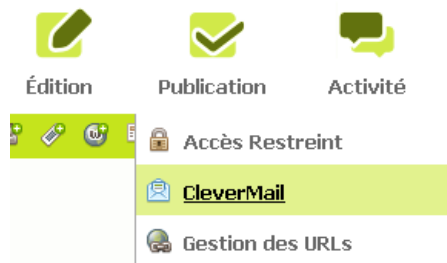 Édition
Publication
Activité
Accès Restreint
CleverMail
Gestion des URLs